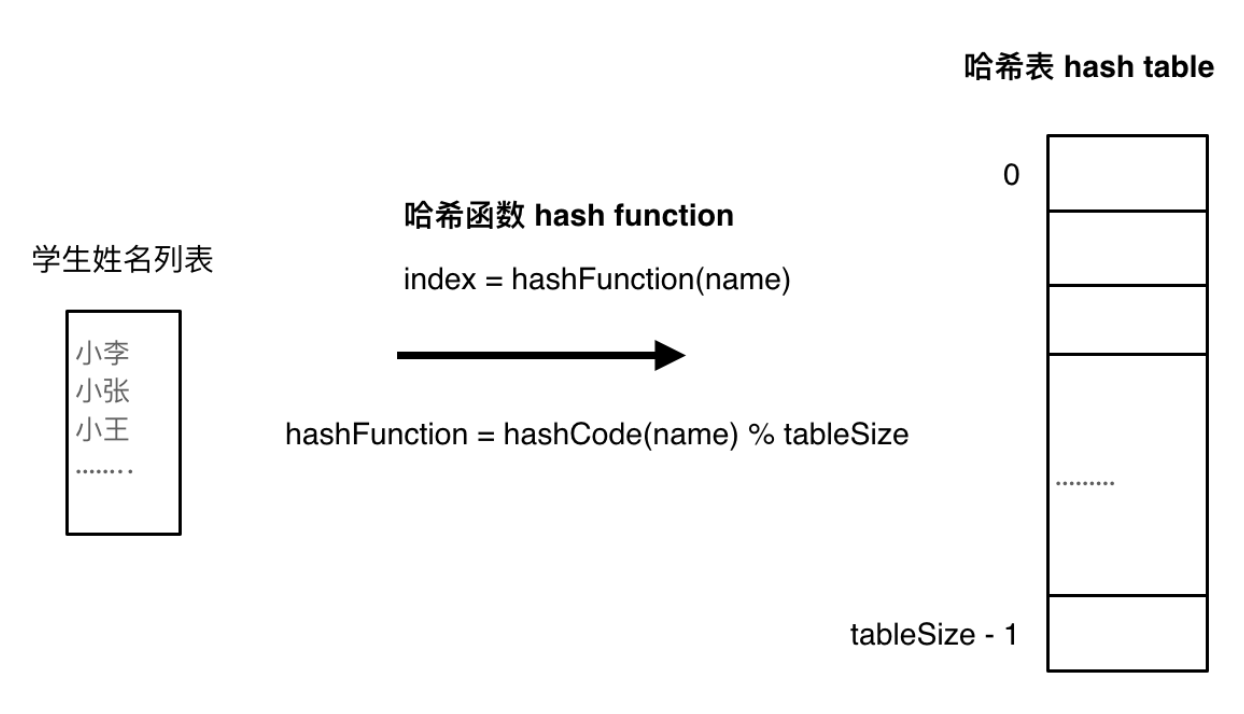 哈希表 hash table
0
哈希函数 hash function
index = hashFunction(name)
学生姓名列表
小李
小张
小王
……..
hashFunction = hashCode(name) % tableSize
………
tableSize - 1